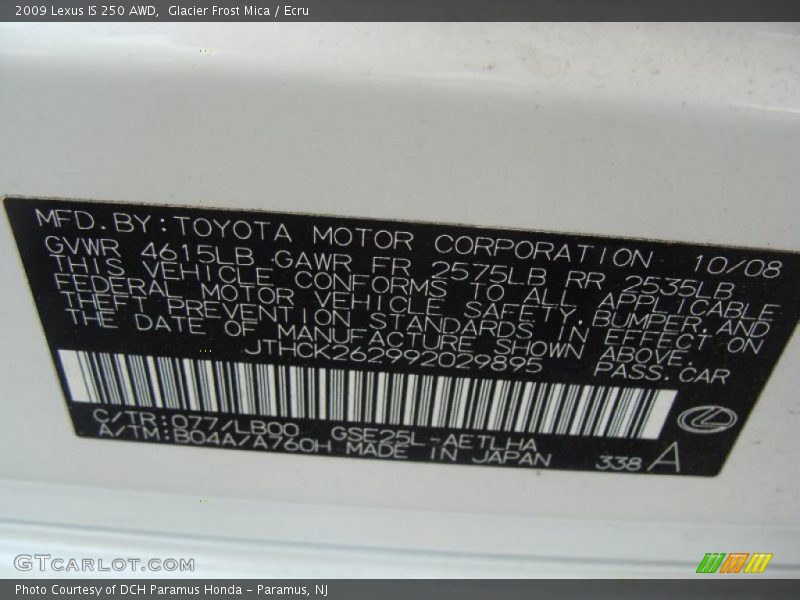 2009 Lexus IS 250 AWD,  Glacier Frost Mica / Ecru
MFD. BY: TOYOTA MOTOR CORPORATION 10/08
GVWR 4615LB GAWR FR 2575LB RR 2535LB
THIS VEHICLE CONFORMS TO ALL APPLICABLE
FEDERAL MOTOR VEHICLE SAFETY, BUMPER, AND
THEFT PREVENTION STANDARDS IN EFFECT ON
THE DATE OF MANUFACTURE SHOWN ABOVE.
JTHCK262992029895 PASS. CAR
C/TR: 077/LB00 GSE25L-AETLHA
A/TM: B04A/A760H MADE IN JAPAN 338 A
GTCARLOT.COM
Photo Courtesy of DCH Paramus Honda - Paramus, NJ